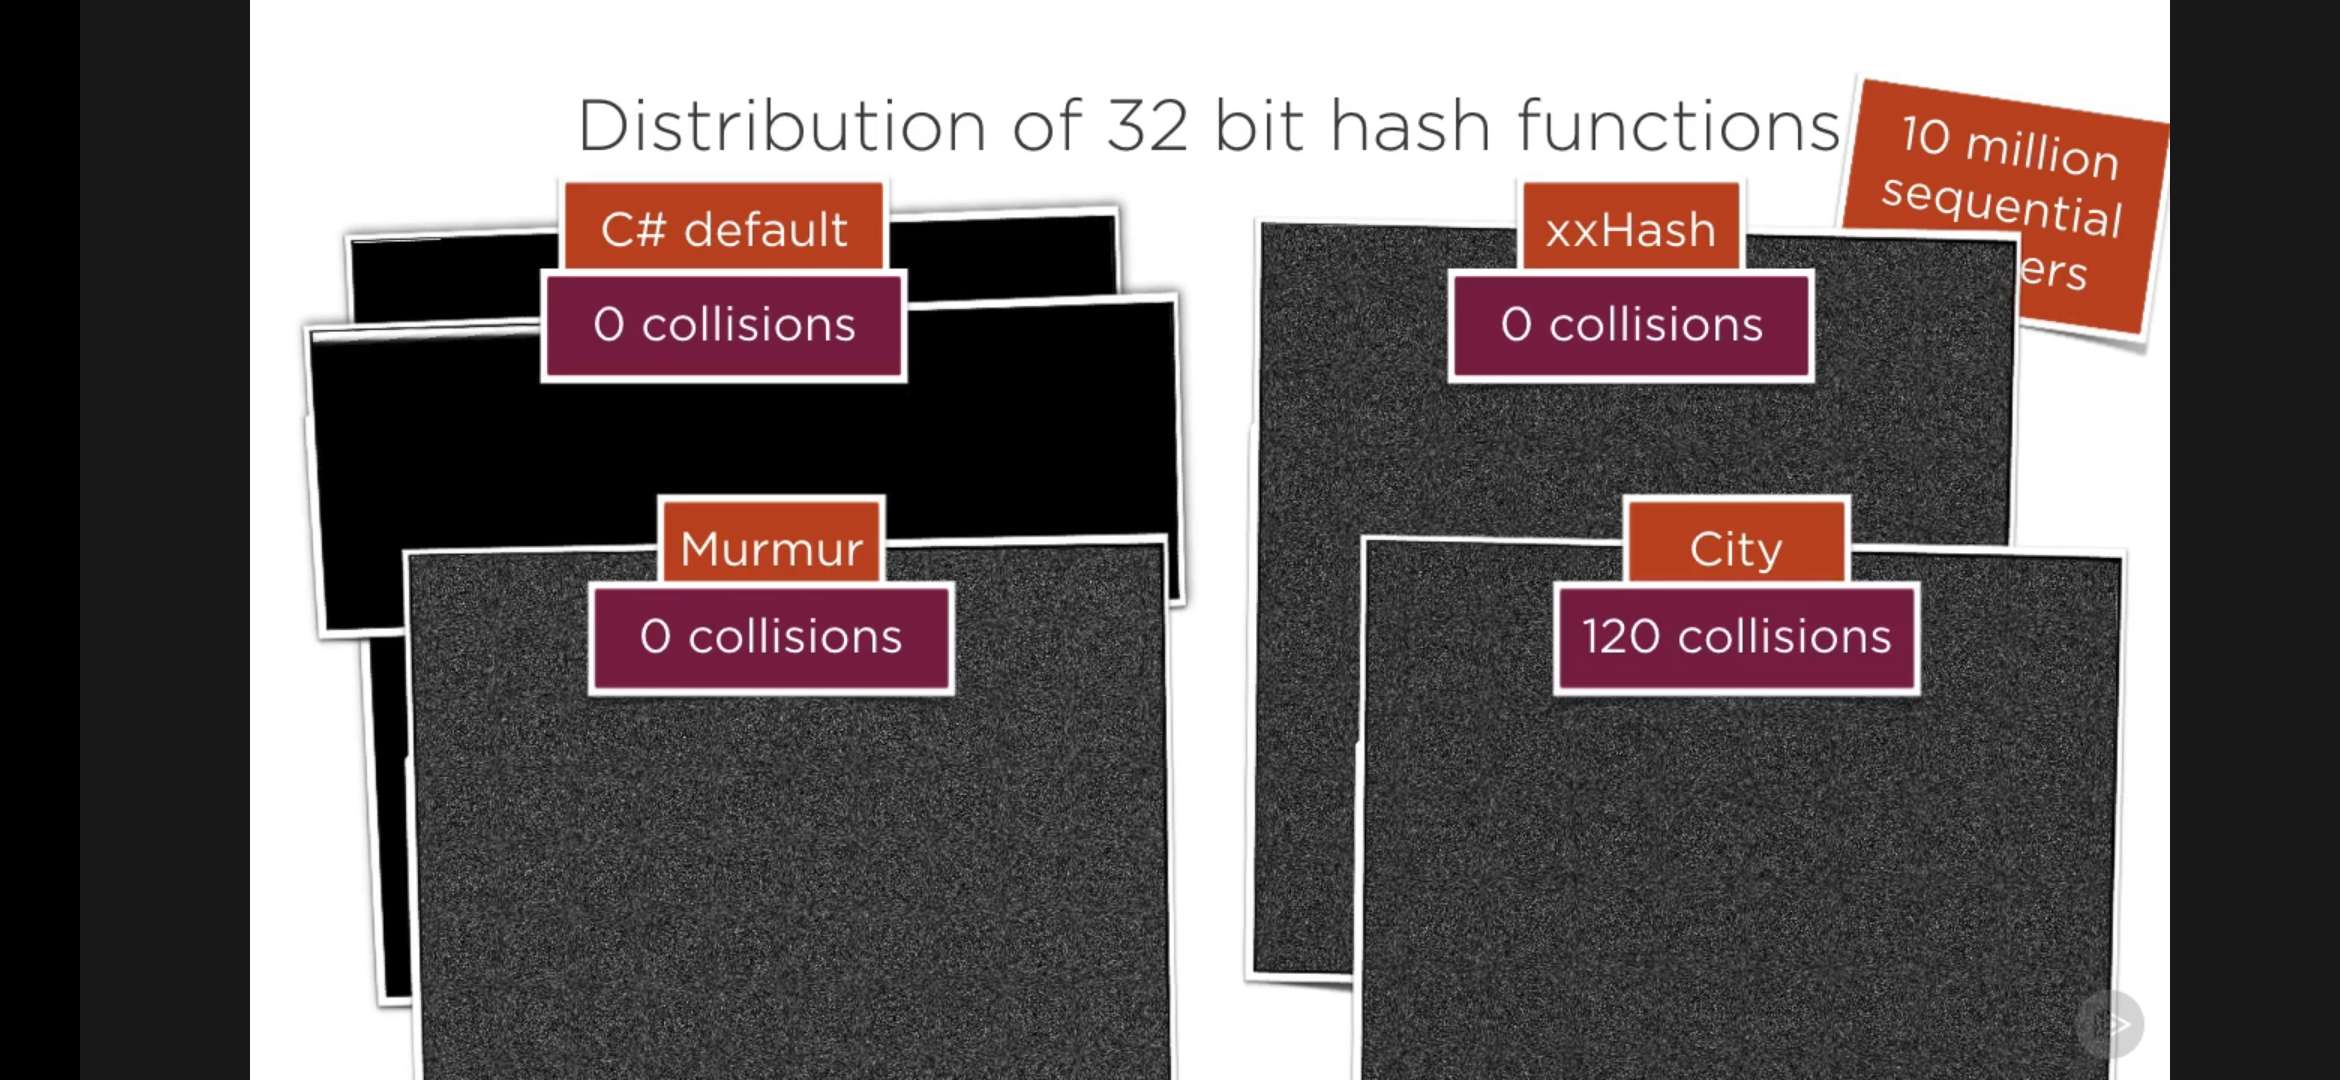 Distribution of 32 bit hash functions
10 million
sequential
ers
C# default
0 collisions
xxHash
0 collisions
Murmur
0 collisions
City
120 collisions